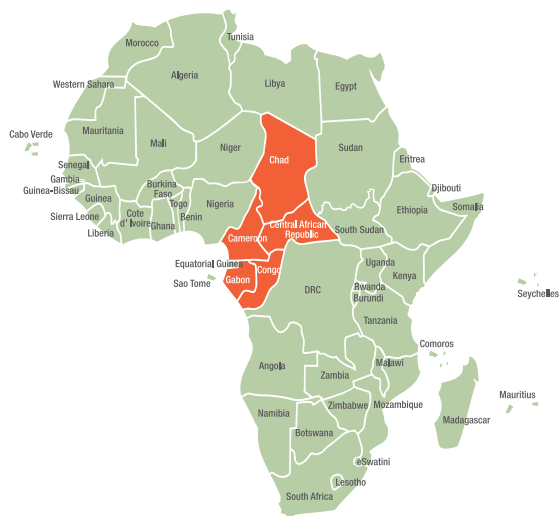 Tunisia
Morocco
Algeria
Libya
Egypt
Western Sahara
Mauritania
Cabo Verde
Mali
Niger
Chad
Sudan
Eritrea
Senegal
Gambia
Guinea-Bissau
Guinea
Burkina
Faso
Djibouti
Somalia
Togo
Benin
Nigeria
Ethiopia
Sierra Leone
Cote
d' Ivoire
Ghana
Liberia
Central African
Republic
South Sudan
Cameroon
Equatorial Guinea
Sao Tome
Gabon
Congo
Uganda
Kenya
DRC
Rwanda
Burundi
Seychelles
Tanzania
Comoros
Angola
Zambia
Malawi
Mauritius
Namibia
Zimbabwe
Mozambique
Madagascar
Botswana
eSwatini
Lesotho
South Africa